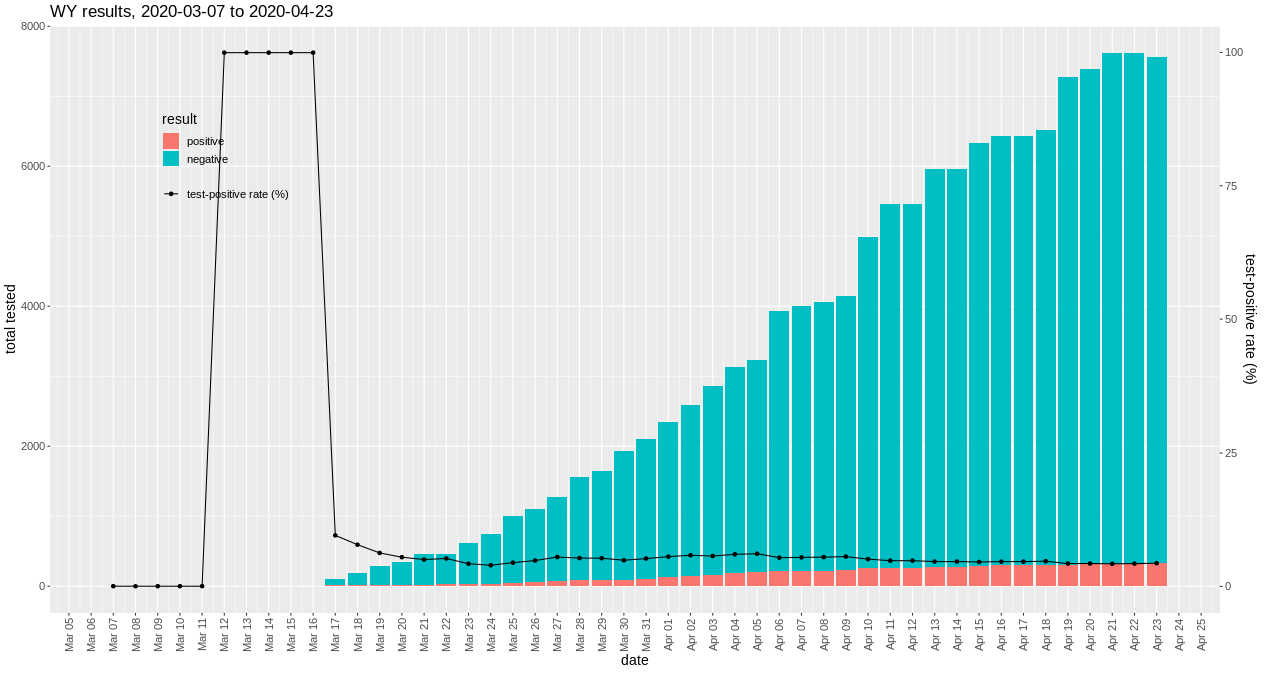 WY results, 2020-03-07 to 2020-04-23
8000
6000
4000
2000
0
total tested
result
positive
negative
test-positive rate (%)
100
75
50
25
0
test-positive rate (%)
Mar 05
Mar 06
Mar 07
Mar 08
Mar 09
Mar 10
Mar 11
Mar 12
Mar 13
Mar 14
Mar 15
Mar 16
Mar 17
Mar 18
Mar 19
Mar 20
Mar 21
Mar 22
Mar 23
Mar 24
Mar 25
Mar 26
Mar 27
Mar 28
Mar 29
Mar 30
Mar 31
Apr 01
Apr 02
Apr 03
Apr 04
Apr 05
Apr 06
Apr 07
Apr 08
Apr 09
Apr 10
Apr 11
Apr 12
Apr 13
Apr 14
Apr 15
Apr 16
Apr 17
Apr 18
Apr 19
Apr 20
Apr 21
Apr 22
Apr 23
Apr 24
Apr 25
date